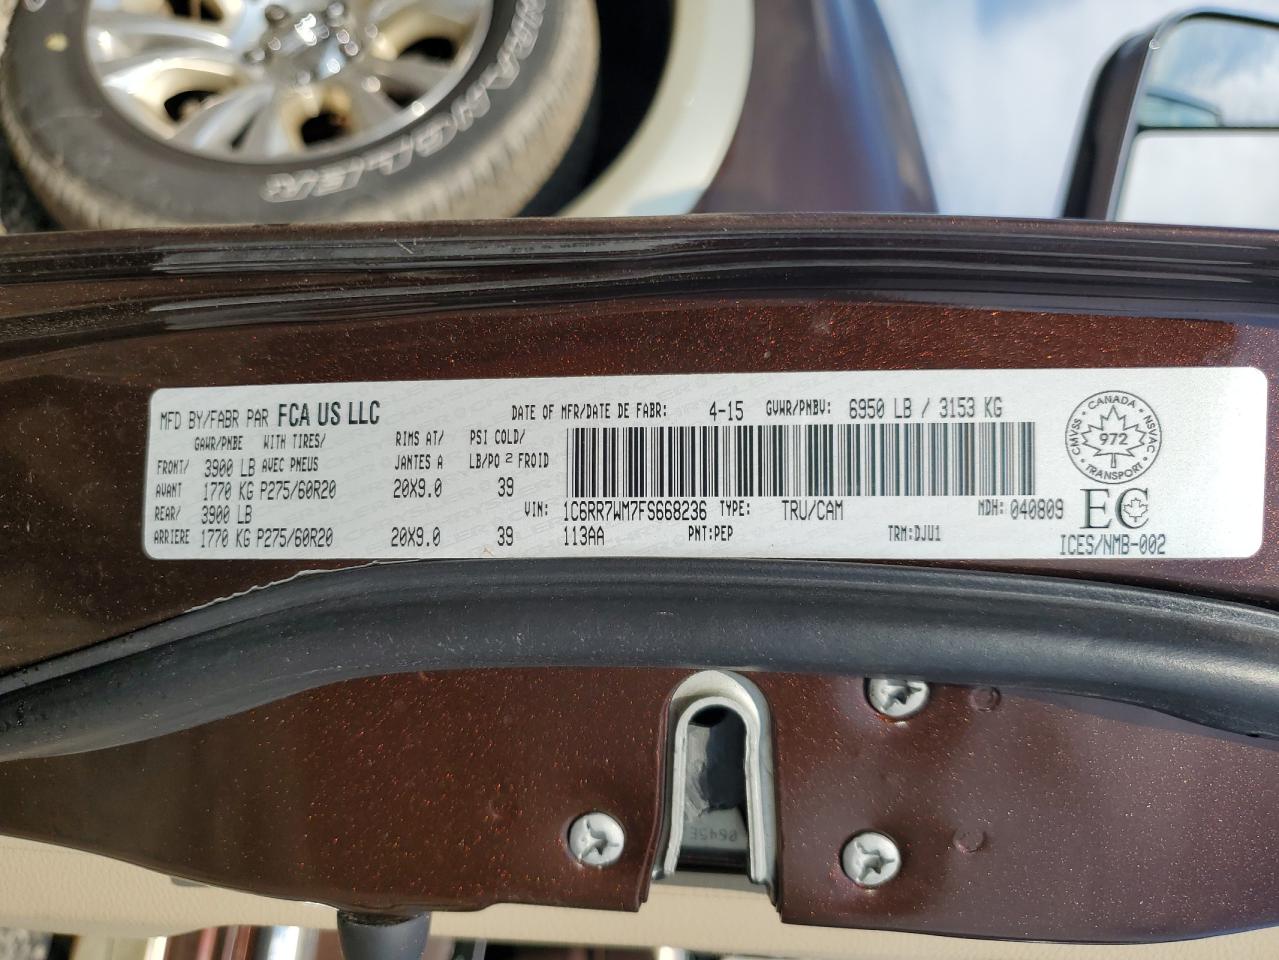 WRANGLER
MFD BY/FABR PAR FCA US LLC DATE OF MFR/DATE DE FABR: 4-15 GVWR/PNBV: 6950 LB / 3153 KG
GAWR/PNBE WITH TIRES/ RIMS AT/ PSI COLD/
FRONT/ 3900 LB AVEC PNEUS JANTES A LB/PO² FROID
AVANT 1770 KG P275/60R20 20X9.0 39
REAR/ 3900 LB VIN: 1C6RR7WM7FS668236 TYPE: TRU/CAM MDH: 040809
ARRIERE 1770 KG P275/60R20 20X9.0 39 113AA PNT:PEP TRM:DJU1
CANADA
CMVSS 972 NSVAC
TRANSPORT
EC
ICES/NMB-002
0645E